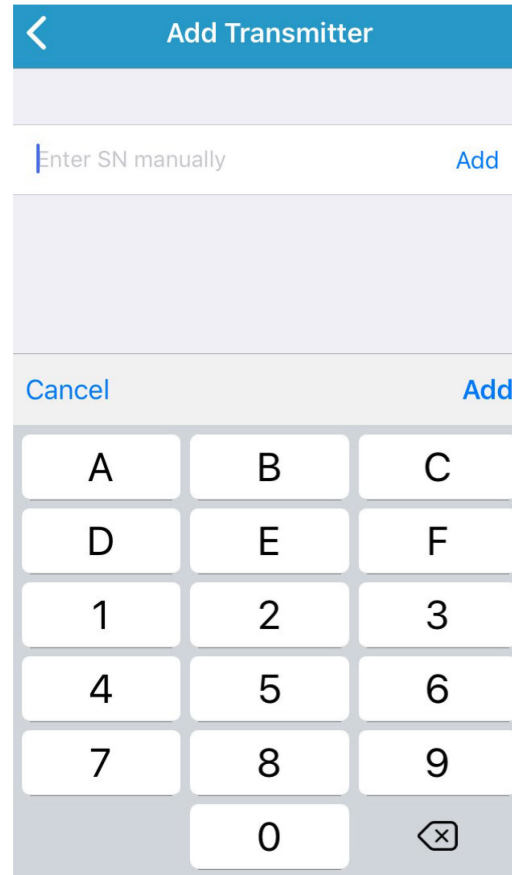 Add Transmitter
Enter SN manually Add
Cancel Add
A B C
D E F
1 2 3
4 5 6
7 8 9
0